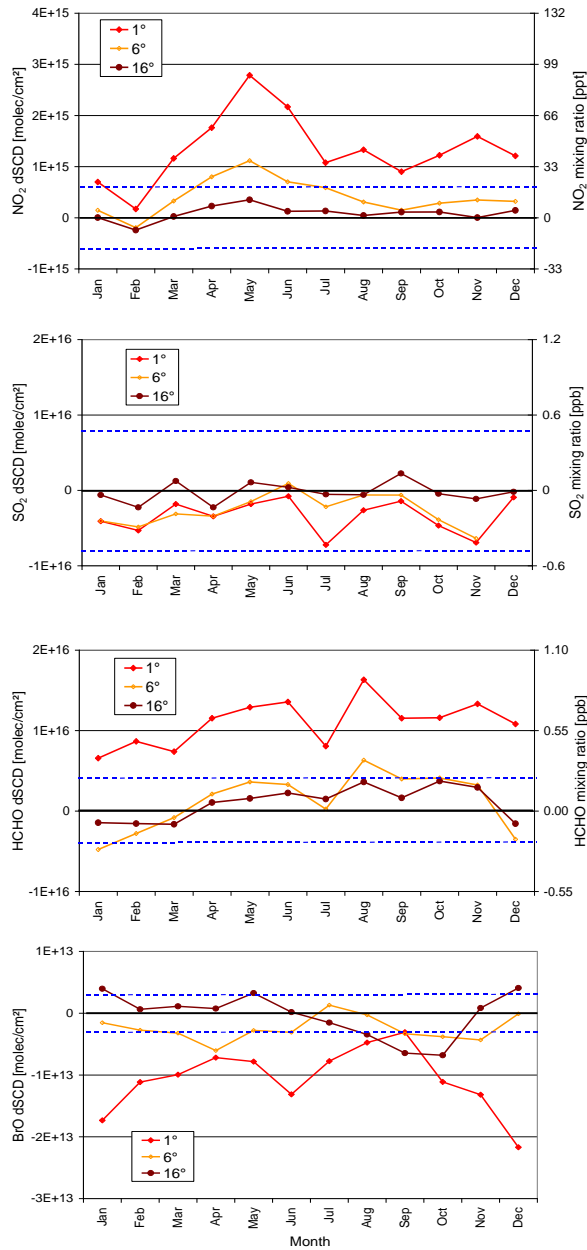 4E+15 132
1°
6°
16°
3E+15 99
2E+15 66
1E+15 33
0 0
-1E+15 -33
NO₂ dSCD [molec/cm²]
NO₂ mixing ratio [ppt]
Jan Feb Mar Apr May Jun Jul Aug Sep Oct Nov Dec
2E+16 1.2
1°
6°
16°
1E+16 0.6
0 0
-1E+16 -0.6
SO₂ dSCD [molec/cm²]
SO₂ mixing ratio [ppb]
Jan Feb Mar Apr May Jun Jul Aug Sep Oct Nov Dec
2E+16 1.10
1°
6°
16°
1E+16 0.55
0 0.00
-1E+16 -0.55
HCHO dSCD [molec/cm²]
HCHO mixing ratio [ppb]
Jan Feb Mar Apr May Jun Jul Aug Sep Oct Nov Dec
1E+13
0
-1E+13
-2E+13
1°
6°
16°
-3E+13
BrO dSCD [molec/cm²]
Jan Feb Mar Apr May Jun Jul Aug Sep Oct Nov Dec
Month